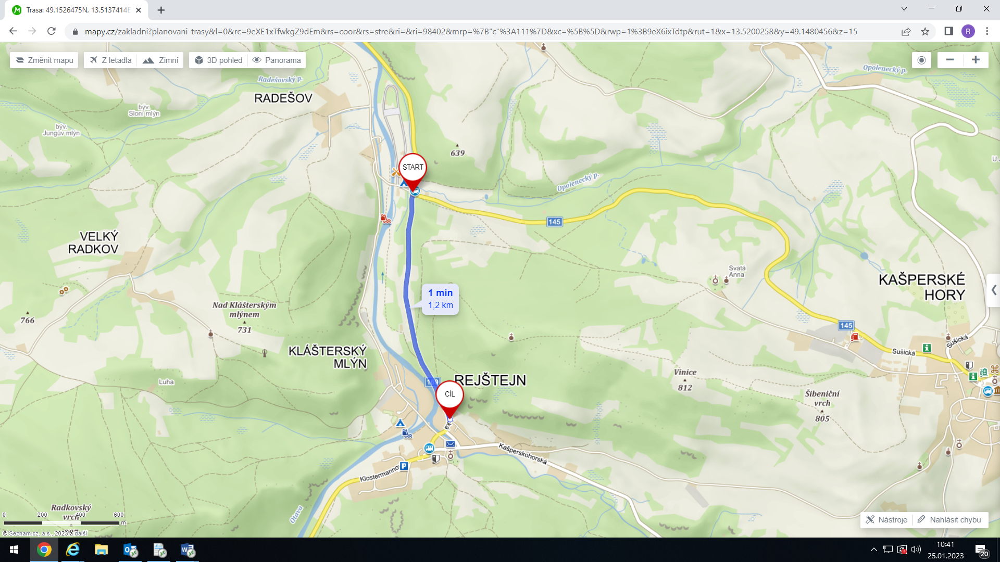 Trasa: 49.1526475N, 13.5137414E
mapy.cz/zakladni?planovani-trasy&l=0&rc=9eXE1xTfwkgZ9dEm&rs=coor&rs=stre&ri=&ri=98402&mrp=%7B"c"%3A111%7D&xc=%5B%5D&rwp=1%3B9eX6ixTdtp&rut=1&x=13.5200258&y=49.1480456&z=15
R
Změnit mapu
Z letadla
Zimní
3D pohled
Panorama
Opolenecký p.
Radešovský p.
RADEŠOV
býv.
Sloní mlýn
býv.
Jungův mlýn
639
U
START
Opolenecký p.
145
VELKÝ
RADKOV
Svatá
Anna
KAŠPERSKÉ
HORY
1 min
1,2 km
Nad Klášterským
mlýnem
731
766
145
Sušická
Sušická
KLÁŠTERSKÝ
MLÝN
REJŠTEJN
169
Luha
Vinice
812
CÍL
Šibeniční
vrch
805
ká
Kašperskohorská
P
Klostermannov
Otava
Radkovský
vrch
0 200 400 600
m
© Seznam.cz, a.s., 2023 a další
Nástroje
Nahlásit chybu
10:41
25.01.2023
20